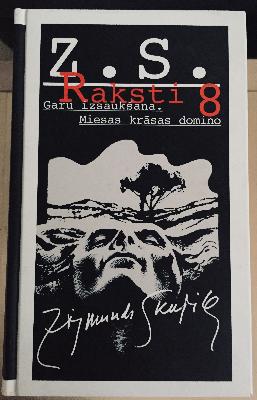 Z.S.
Raksti 8
Garu izsaukšana.
Miesas krāsas domino
Zigmunds Skujiņš